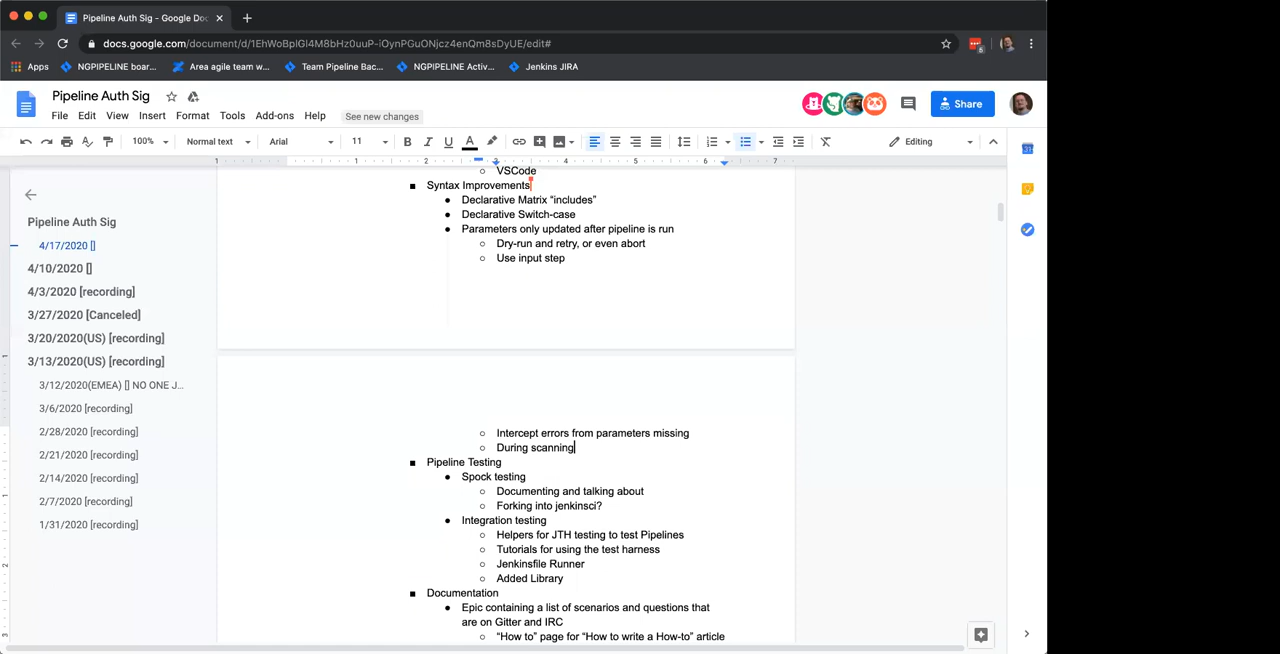 Pipeline Auth Sig - Google Doc
docs.google.com/document/d/1EhWoBplGl4M8bHz0uuP-iOynPGuONjcz4enQm8sDyUE/edit#
Apps NGPIPELINE boar... Area agile team w... Team Pipeline Bac... NGPIPELINE Activ... Jenkins JIRA
Pipeline Auth Sig
File Edit View Insert Format Tools Add-ons Help See new changes
Share
100% Normal text Arial 11 B I U A Editing
1 1 2 3 4 5 6 7
VSCode
Syntax Improvements
Declarative Matrix “includes”
Declarative Switch-case
Parameters only updated after pipeline is run
Dry-run and retry, or even abort
Use input step
Pipeline Auth Sig
4/17/2020 []
4/10/2020 []
4/3/2020 [recording]
3/27/2020 [Canceled]
3/20/2020(US) [recording]
3/13/2020(US) [recording]
3/12/2020(EMEA) [] NO ONE J...
3/6/2020 [recording]
2/28/2020 [recording]
2/21/2020 [recording]
2/14/2020 [recording]
2/7/2020 [recording]
1/31/2020 [recording]
Intercept errors from parameters missing
During scanning
Pipeline Testing
Spock testing
Documenting and talking about
Forking into jenkinsci?
Integration testing
Helpers for JTH testing to test Pipelines
Tutorials for using the test harness
Jenkinsfile Runner
Added Library
Documentation
Epic containing a list of scenarios and questions that
are on Gitter and IRC
“How to” page for “How to write a How-to” article